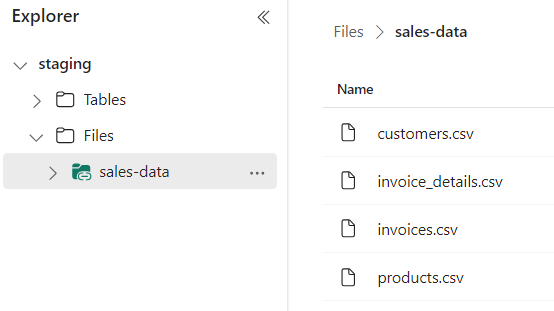 Explorer
staging
Tables
Files
sales-data
Files > sales-data
Name
customers.csv
invoice_details.csv
invoices.csv
products.csv